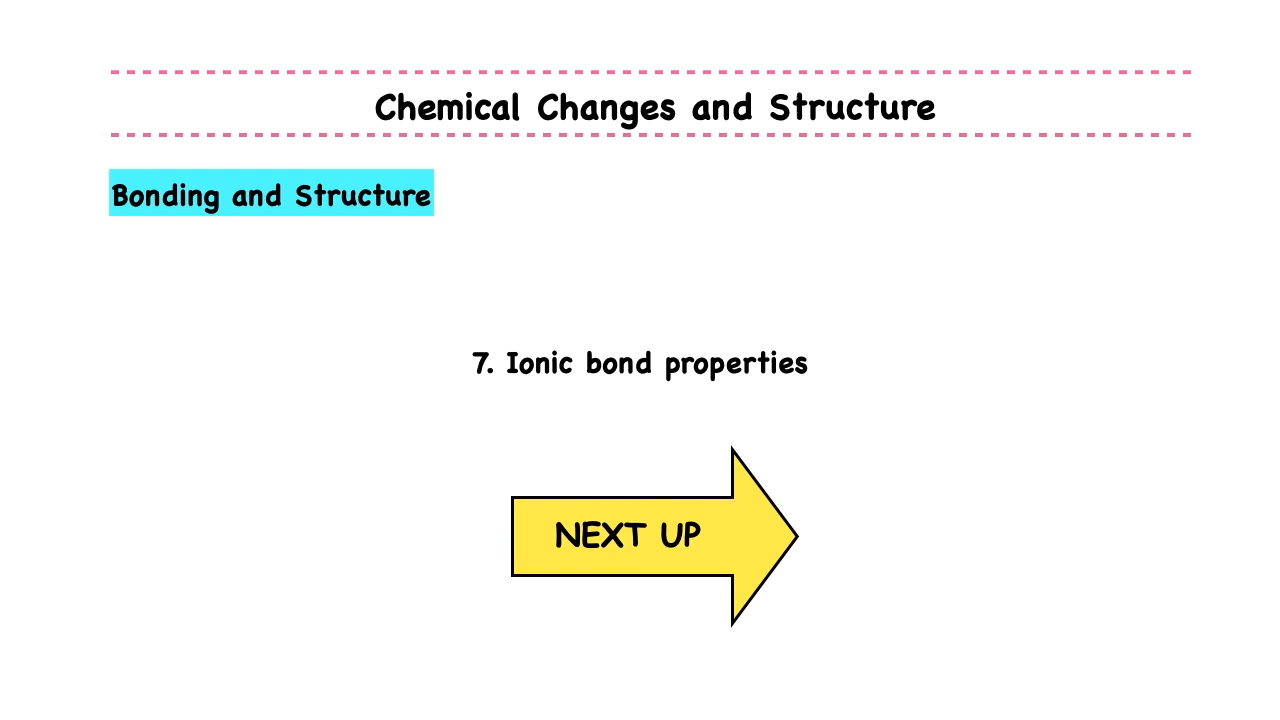 Chemical Changes and Structure
Bonding and Structure
7. Ionic bond properties
NEXT UP